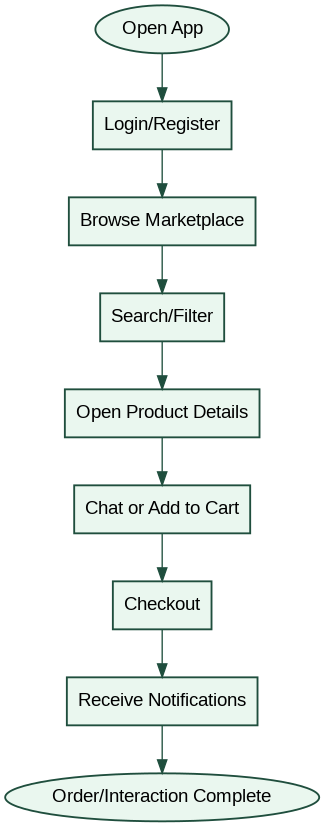 Open App
Login/Register
Browse Marketplace
Search/Filter
Open Product Details
Chat or Add to Cart
Checkout
Receive Notifications
Order/Interaction Complete